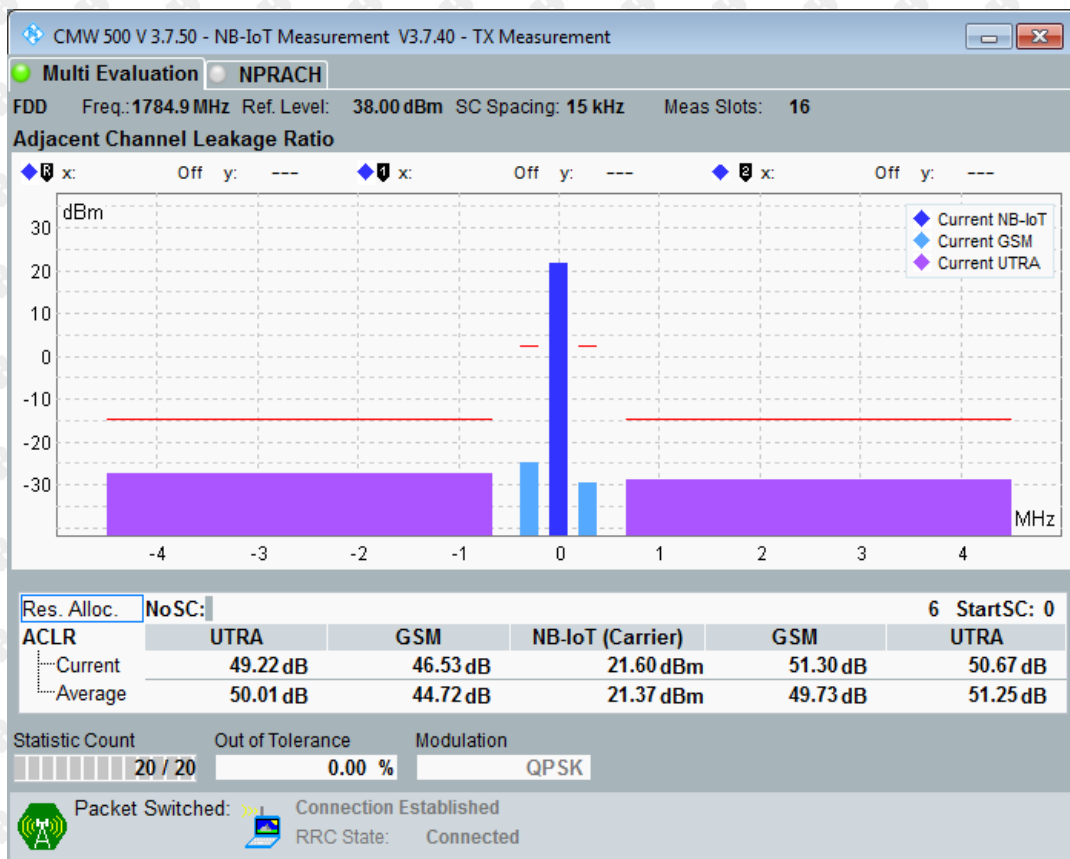 CMW 500 V 3.7.50 - NB-IoT Measurement V3.7.40 - TX Measurement
Multi Evaluation NPRACH
FDD Freq.: 1784.9 MHz Ref. Level: 38.00 dBm SC Spacing: 15 kHz Meas Slots: 16
Adjacent Channel Leakage Ratio
R x: Off y: --- 1 x: Off y: --- 2 x: Off y: ---
dBm
Current NB-IoT
Current GSM
Current UTRA
30
20
10
0
-10
-20
-30
MHz
-4 -3 -2 -1 0 1 2 3 4
Res. Alloc. NoSC: 6 StartSC: 0
ACLR UTRA GSM NB-IoT (Carrier) GSM UTRA
Current 49.22 dB 46.53 dB 21.60 dBm 51.30 dB 50.67 dB
Average 50.01 dB 44.72 dB 21.37 dBm 49.73 dB 51.25 dB
Statistic Count Out of Tolerance Modulation
20 / 20 0.00 % QPSK
Packet Switched: Connection Established
RRC State: Connected